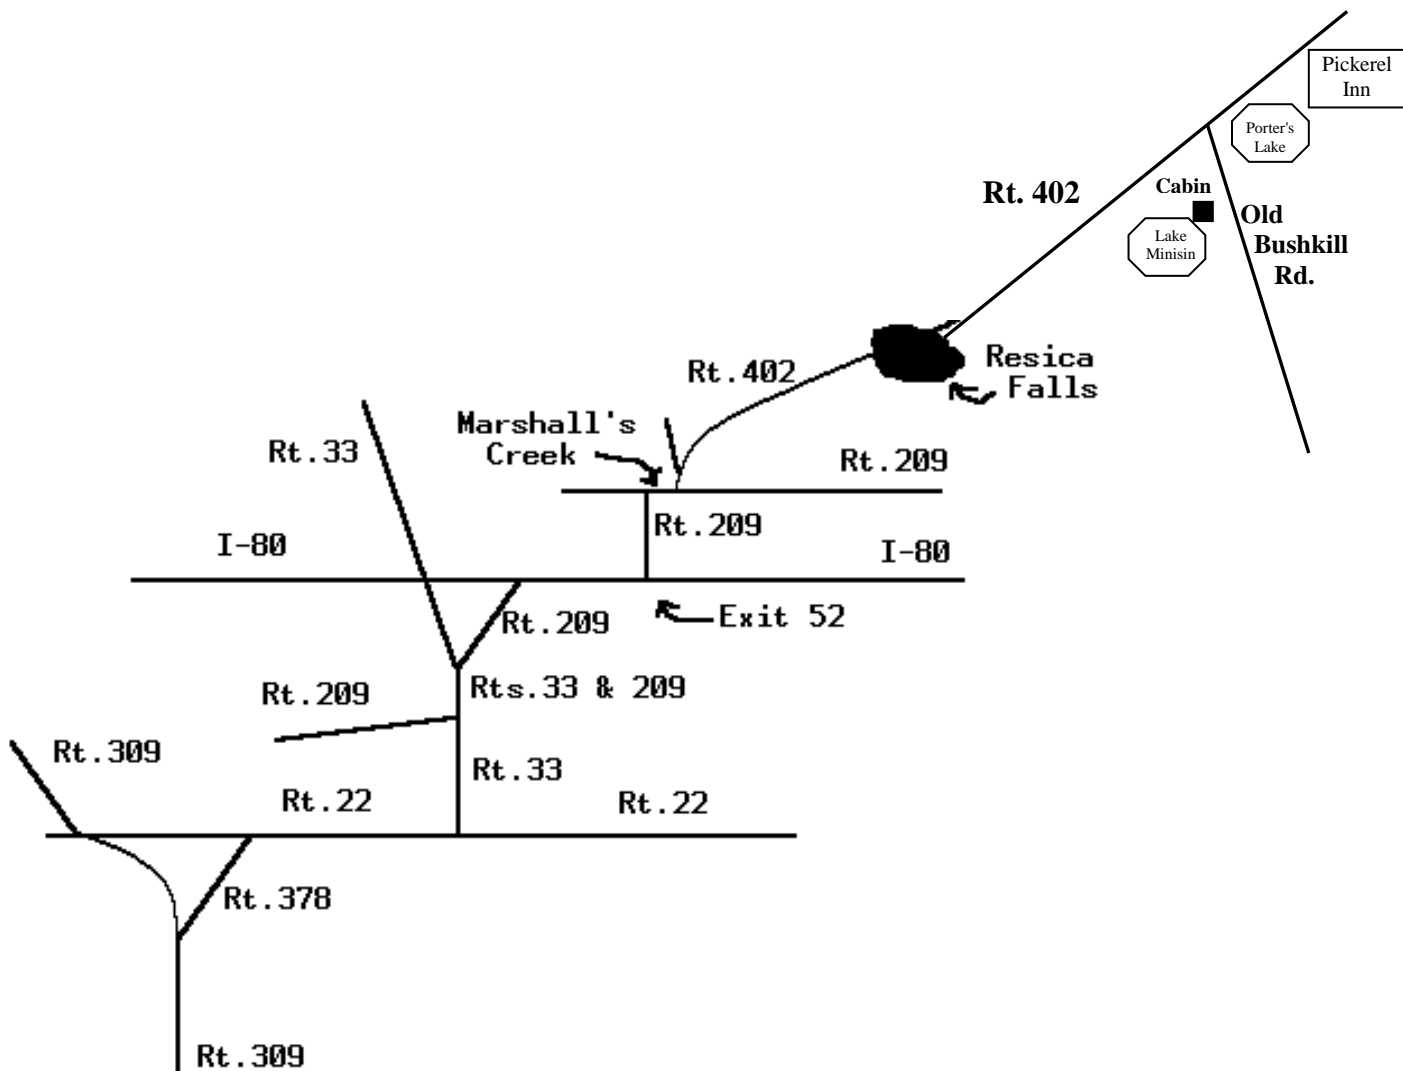 Pickerel
Inn
Porter's
Lake
Rt. 402
Cabin
Old
Bushkill
Rd.
Lake
Minisin
Resica
Falls
Rt.402
Marshall's
Creek
Rt.33
Rt.209
Rt.209
I-80
I-80
Exit 52
Rt.209
Rts.33 & 209
Rt.209
Rt.309
Rt.33
Rt.22
Rt.22
Rt.378
Rt.309